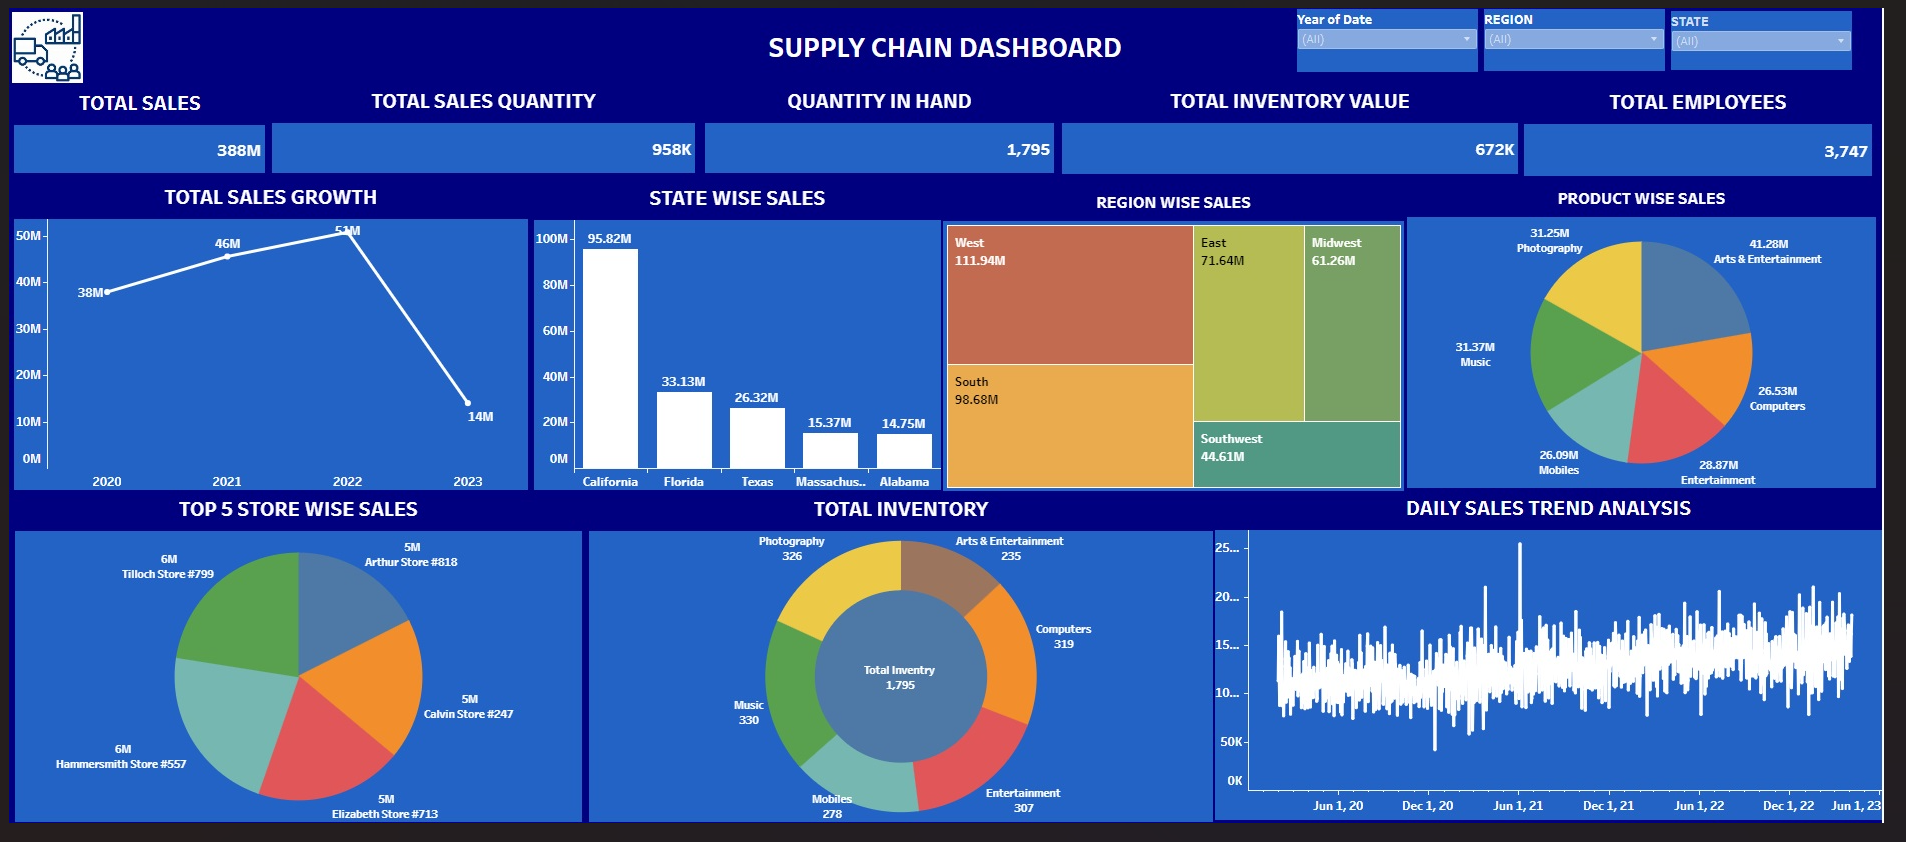 SUPPLY CHAIN DASHBOARD
Year of Date
(All)
REGION
(All)
STATE
(All)
TOTAL SALES
388M
TOTAL SALES QUANTITY
958K
QUANTITY IN HAND
1,795
TOTAL INVENTORY VALUE
672K
TOTAL EMPLOYEES
3,747
TOTAL SALES GROWTH
50M
40M
30M
20M
10M
0M
38M
46M
51M
14M
2020
2021
2022
2023
STATE WISE SALES
100M
80M
60M
40M
20M
0M
95.82M
33.13M
26.32M
15.37M
14.75M
California
Florida
Texas
Massachus..
Alabama
REGION WISE SALES
West
111.94M
South
98.68M
East
71.64M
Midwest
61.26M
Southwest
44.61M
PRODUCT WISE SALES
31.25M
Photography
41.28M
Arts & Entertainment
31.37M
Music
26.53M
Computers
26.09M
Mobiles
28.87M
Entertainment
TOP 5 STORE WISE SALES
6M
Tilloch Store #799
5M
Arthur Store #818
5M
Calvin Store #247
6M
Hammersmith Store #557
5M
Elizabeth Store #713
TOTAL INVENTORY
Photography
326
Arts & Entertainment
235
Computers
319
Total Inventry
1,795
Music
330
Mobiles
278
Entertainment
307
DAILY SALES TREND ANALYSIS
25...
20...
15...
10...
50K
0K
Jun 1, 20
Dec 1, 20
Jun 1, 21
Dec 1, 21
Jun 1, 22
Dec 1, 22
Jun 1, 23